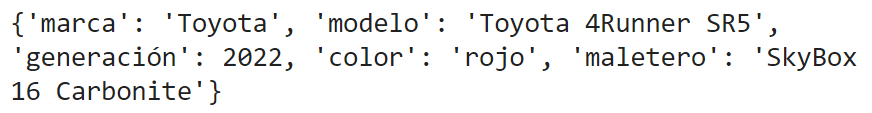 {'marca': 'Toyota', 'modelo': 'Toyota 4Runner SR5',
'generación': 2022, 'color': 'rojo', 'maletero': 'SkyBox
16 Carbonite'}